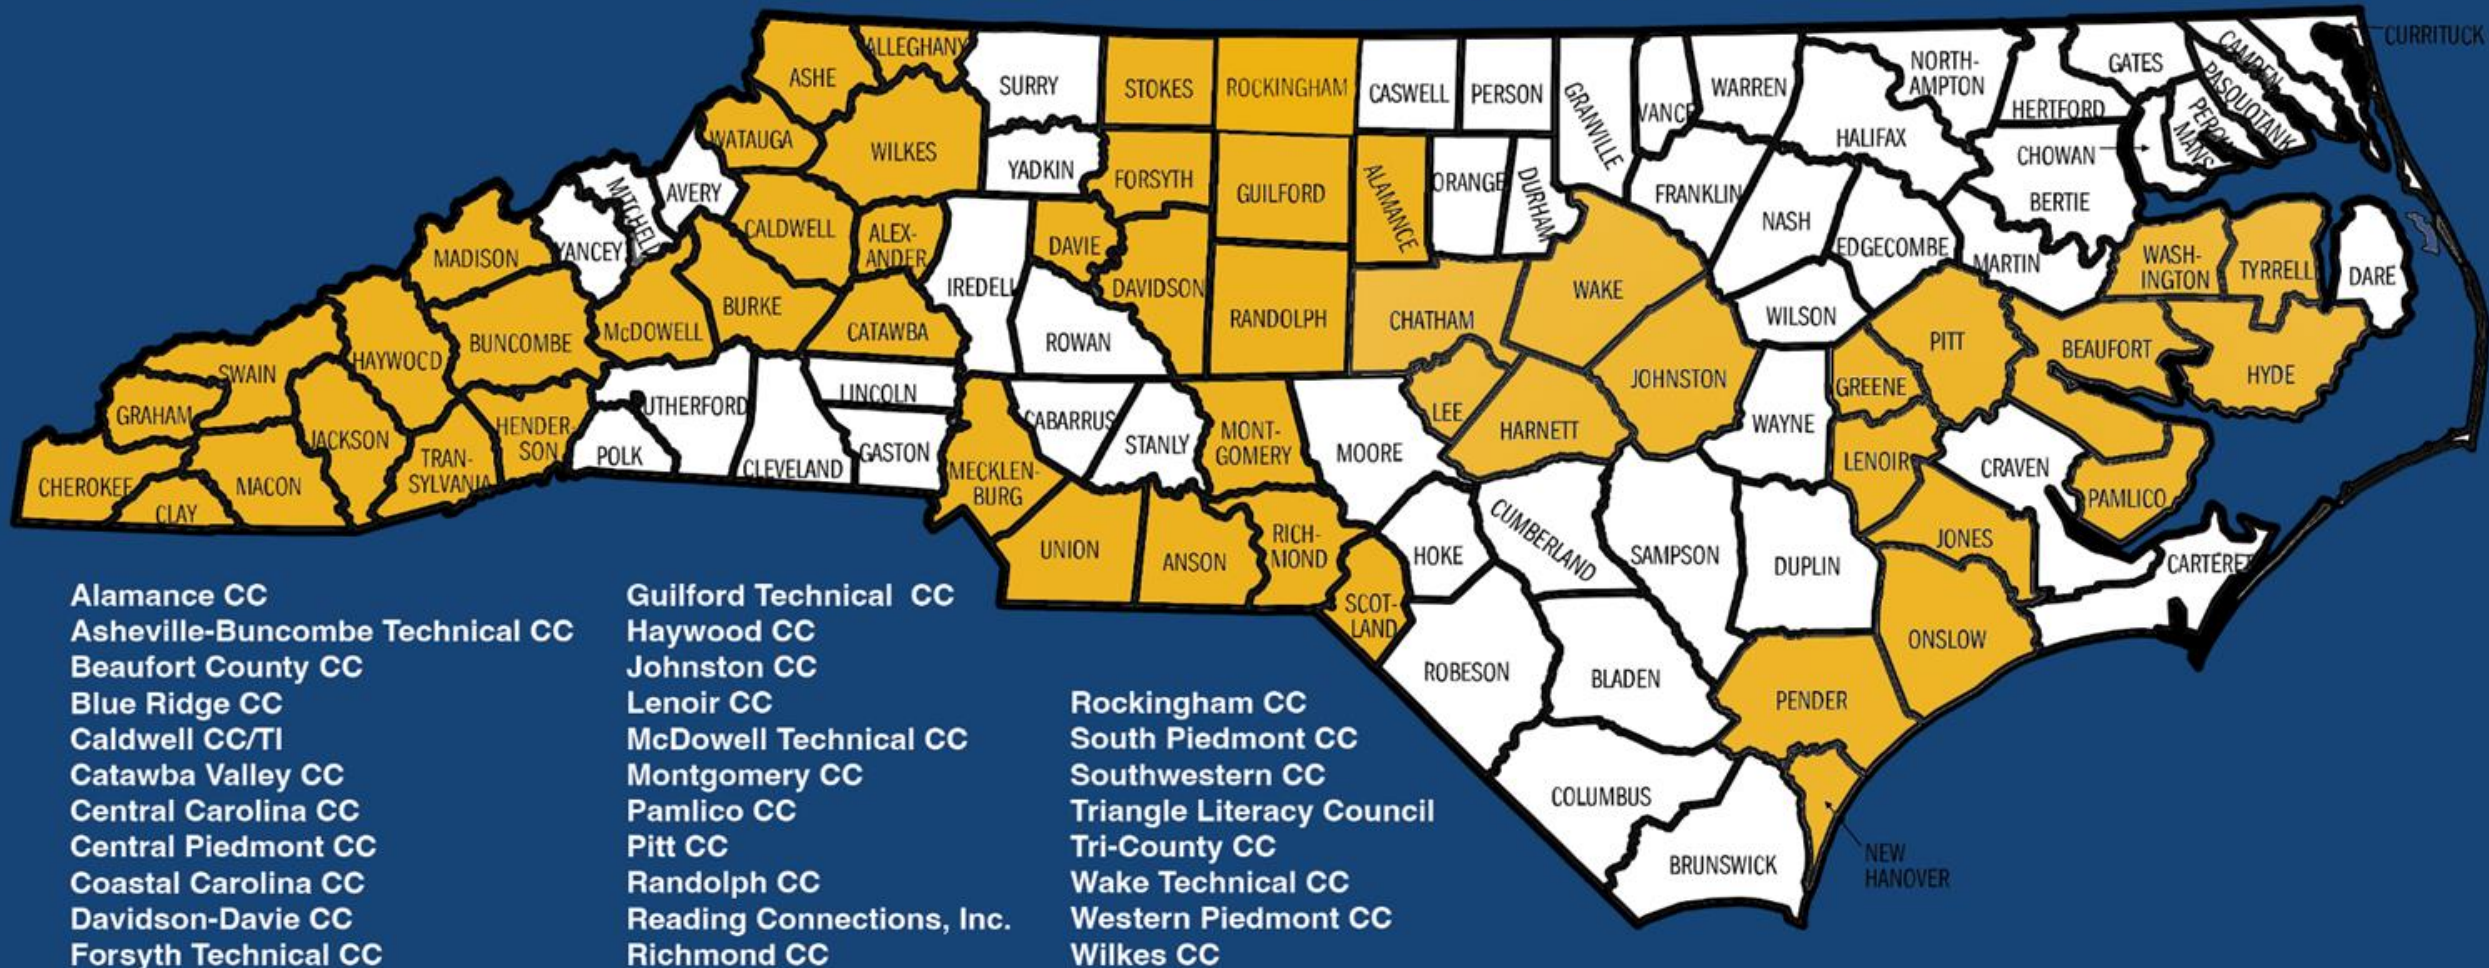 ASHE
ALLEGHANY
SURRY
STOKES
ROCKINGHAM
CASWELL
PERSON
GRANVILLE
VANCE
WARREN
NORTH-
AMPTON
GATES
CAMDEN
CURRITUCK
PASQUOTANK
PERQUI
MANS
HERTFORD
HALIFAX
CHOWAN
BERTIE
WATAUGA
WILKES
YADKIN
FORSYTH
GUILFORD
ALAMANCE
ORANGE
DURHAM
FRANKLIN
NASH
EDGECOMBE
MARTIN
WASH-
INGTON
TYRRELL
DARE
MITCHELL
AVERY
CALDWELL
ALEX-
ANDER
DAVIE
MADISON
YANCEY
BURKE
IREDELL
DAVIDSON
RANDOLPH
CHATHAM
WAKE
WILSON
PITT
BEAUFORT
HYDE
BUNCOMBE
McDOWELL
CATAWBA
ROWAN
HAYWOOD
SWAIN
JOHNSTON
GREENE
LINCOLN
RUTHERFORD
GRAHAM
JACKSON
HENDER-
SON
POLK
CLEVELAND
GASTON
CABARRUS
STANLY
MONT-
GOMERY
MOORE
LEE
HARNETT
WAYNE
LENOIR
CRAVEN
PAMLICO
CHEROKEE
CLAY
MACON
TRAN-
SYLVANIA
MECKLEN-
BURG
UNION
ANSON
RICH-
MOND
SCOT-
LAND
HOKE
CUMBERLAND
SAMPSON
DUPLIN
JONES
CARTERET
ONSLOW
ROBESON
BLADEN
PENDER
COLUMBUS
BRUNSWICK
NEW
HANOVER
Alamance CC
Asheville-Buncombe Technical CC
Beaufort County CC
Blue Ridge CC
Caldwell CC/TI
Catawba Valley CC
Central Carolina CC
Central Piedmont CC
Coastal Carolina CC
Davidson-Davie CC
Forsyth Technical CC
Guilford Technical CC
Haywood CC
Johnston CC
Lenoir CC
McDowell Technical CC
Montgomery CC
Pamlico CC
Pitt CC
Randolph CC
Reading Connections, Inc.
Richmond CC
Rockingham CC
South Piedmont CC
Southwestern CC
Triangle Literacy Council
Tri-County CC
Wake Technical CC
Western Piedmont CC
Wilkes CC